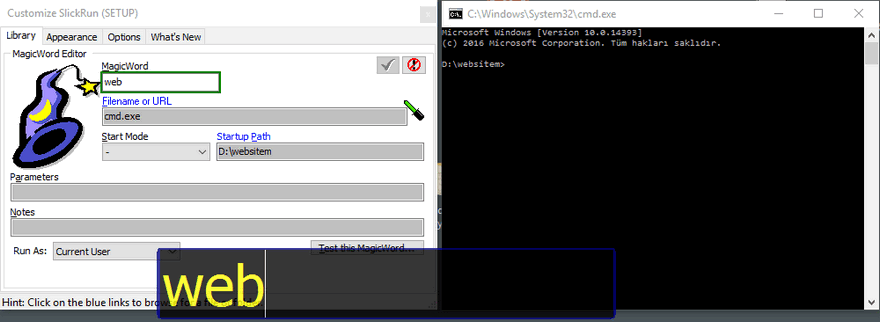 Customize SlickRun (SETUP)
Library Appearance Options What's New
MagicWord Editor
MagicWord
web
Filename or URL
cmd.exe
Start Mode Startup Path
- D:\websitem
Parameters
Notes
Run As: Current User Test this MagicWord...
Hint: Click on the blue links to
web
C:\Windows\System32\cmd.exe
Microsoft Windows [Version 10.0.14393]
(c) 2016 Microsoft Corporation. Tüm hakları saklıdır.
D:\websitem>